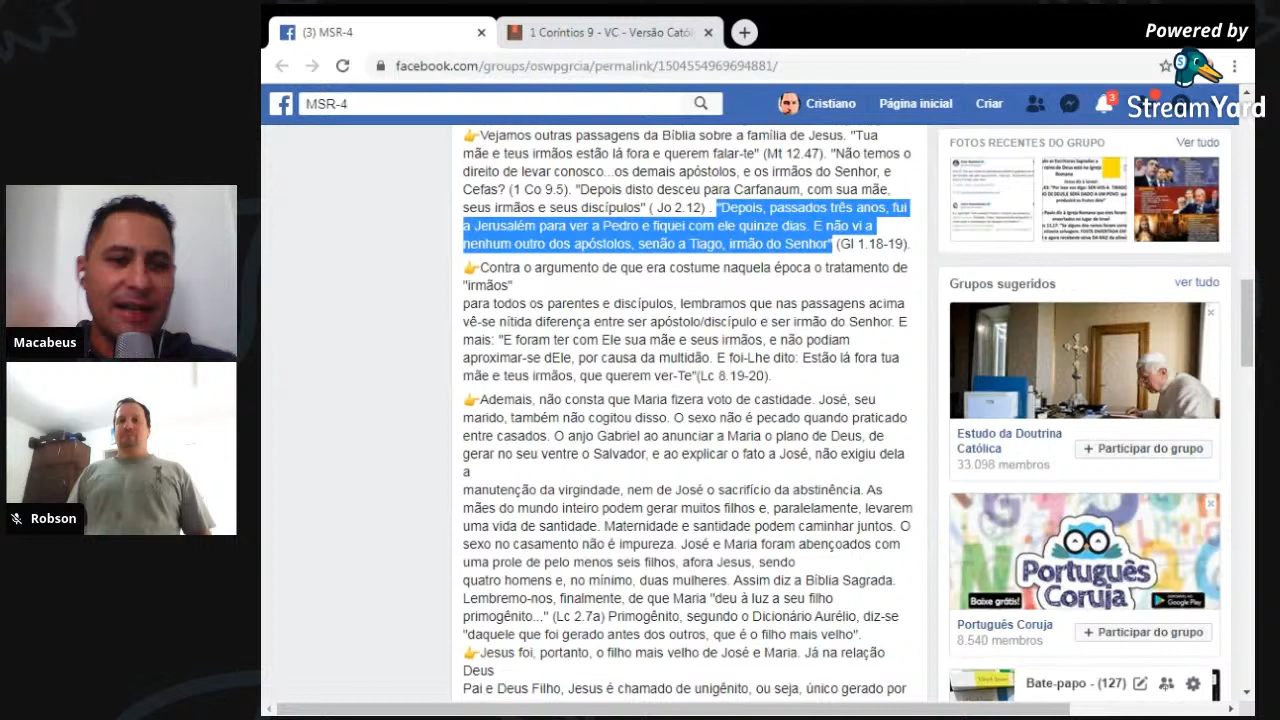 Powered by
StreamYard
(3) MSR-4
1 Coríntios 9 - VC - Versão Católi
facebook.com/groups/oswpgrcia/permalink/1504554969694881/
MSR-4
Cristiano
Página inicial
Criar
3
👉Vejamos outras passagens da Bíblia sobre a família de Jesus. "Tua
mãe e teus irmãos estão lá fora e querem falar-te" (Mt 12.47). "Não temos o
direito de levar conosco...os demais apóstolos, e os irmãos do Senhor, e
Cefas? (1 Co 9.5). "Depois disto desceu para Carfanaum, com sua mãe,
seus irmãos e seus discípulos" ( Jo 2.12) .. "Depois, passados três anos, fui
a Jerusalém para ver a Pedro, e fiquei com ele quinze dias. E não vi a
nenhum outro dos apóstolos, senão a Tiago, irmão do Senhor" (Gl 1.18-19).
👉Contra o argumento de que era costume naquela época o tratamento de
"irmãos"
para todos os parentes e discípulos, lembramos que nas passagens acima
vê-se nítida diferença entre ser apóstolo/discípulo e ser irmão do Senhor. E
mais: "E foram ter com Ele sua mãe e seus irmãos, e não podiam
aproximar-se dEle, por causa da multidão. E foi-Lhe dito: Estão lá fora tua
mãe e teus irmãos, que querem ver-Te"(Lc 8.19-20).
👉Ademais, não consta que Maria fizera voto de castidade. José, seu
marido, também não cogitou disso. O sexo não é pecado quando praticado
entre casados. O anjo Gabriel ao anunciar a Maria o plano de Deus, de
gerar no seu ventre o Salvador, e ao explicar o fato a José, não exigiu dela
a
manutenção da virgindade, nem de José o sacrifício da abstinência. As
mães do mundo inteiro podem gerar muitos filhos e, paralelamente, levarem
uma vida de santidade. Maternidade e santidade podem caminhar juntos. O
sexo no casamento não é impureza. José e Maria foram abençoados com
uma prole de pelo menos seis filhos, afora Jesus, sendo
quatro homens e, no mínimo, duas mulheres. Assim diz a Bíblia Sagrada.
Lembremo-nos, finalmente, de que Maria "deu à luz a seu filho
primogênito..." (Lc 2.7a) Primogênito, segundo o Dicionário Aurélio, diz-se
"daquele que foi gerado antes dos outros, que é o filho mais velho".
👉Jesus foi, portanto, o filho mais velho de José e Maria. Já na relação
Deus
Pai e Deus Filho, Jesus é chamado de unigênito, ou seja, único gerado por
FOTOS RECENTES DO GRUPO
Ver tudo
Grupos sugeridos
ver tudo
Estudo da Doutrina
Católica
33.098 membros
+ Participar do grupo
Português
Coruja
Baixe grátis!
Google Play
Português Coruja
8.540 membros
+ Participar do grupo
Bate-papo - (127)
Macabeus
Robson